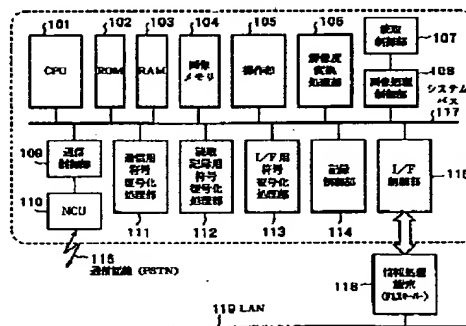 101
CPU
102
ROM
103
RAM
104
画像
メモリ
105
操作部
106
解像度
変換
処理部
読取
制御部
107
画像処理
制御部
108
システム
バス
117
109
通信
制御部
110
NCU
通信用
符号
復号化
処理部
111
読取
記録用
符号
復号化
処理部
112
I/F用
符号
復号化
処理部
113
記録
制御部
114
I/F
制御部
115
通信回線 (PSTN)
118
情報処理
端末
119 LAN